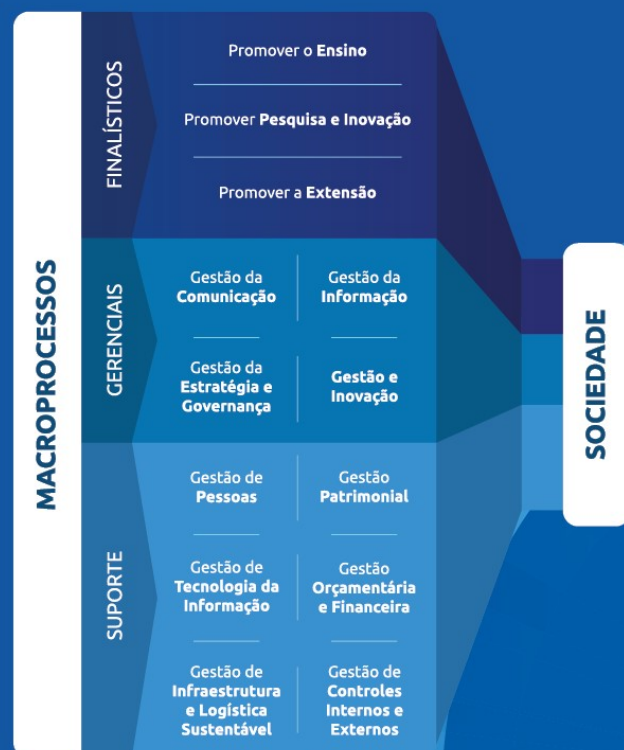 MACROPROCESSOS
FINALÍSTICOS
Promover o Ensino
Promover Pesquisa e Inovação
Promover a Extensão
GERENCIAIS
Gestão da
Comunicação
Gestão da
Informação
Gestão da
Estratégia e
Governança
Gestão e
Inovação
SUPORTE
Gestão de
Pessoas
Gestão
Patrimonial
Gestão de
Tecnologia da
Informação
Gestão
Orçamentária
e Financeira
Gestão de
Infraestrutura
e Logística
Sustentável
Gestão de
Controles
Internos e
Externos
SOCIEDADE